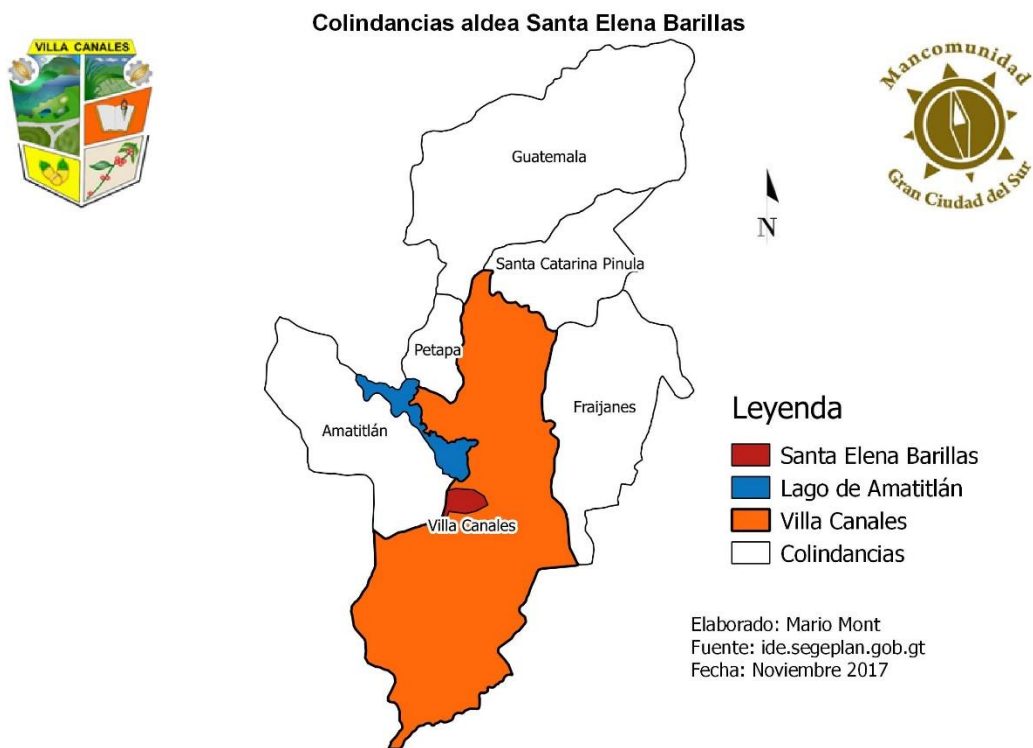 Colindancias aldea Santa Elena Barillas
VILLA CANALES
Mancomunidad
Gran Ciudad del Sur
Guatemala
N
Santa Catarina Pinula
Petapa
Fraijanes
Amatitlán
Villa Canales
Leyenda
Santa Elena Barillas
Lago de Amatitlán
Villa Canales
Colindancias
Elaborado: Mario Mont
Fuente: ide.segeplan.gob.gt
Fecha: Noviembre 2017